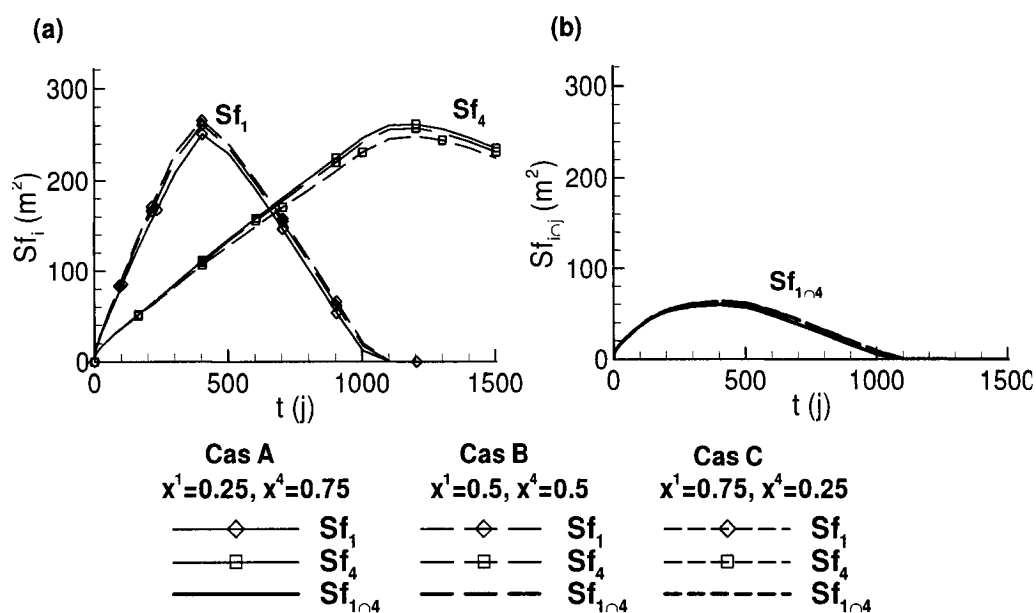 (a)
300
200
100
0
Sf₁
Sf₄
Sfᵢ (m²)
0 500 1000 1500
t (j)
(b)
300
200
100
0
Sf₁∩₄
Sfᵢ∩ⱼ (m²)
0 500 1000 1500
t (j)
Cas A Cas B Cas C
x¹=0.25, x⁴=0.75 x¹=0.5, x⁴=0.5 x¹=0.75, x⁴=0.25
Sf₁ Sf₁ Sf₁
Sf₄ Sf₄ Sf₄
Sf₁∩₄ Sf₁∩₄ Sf₁∩₄